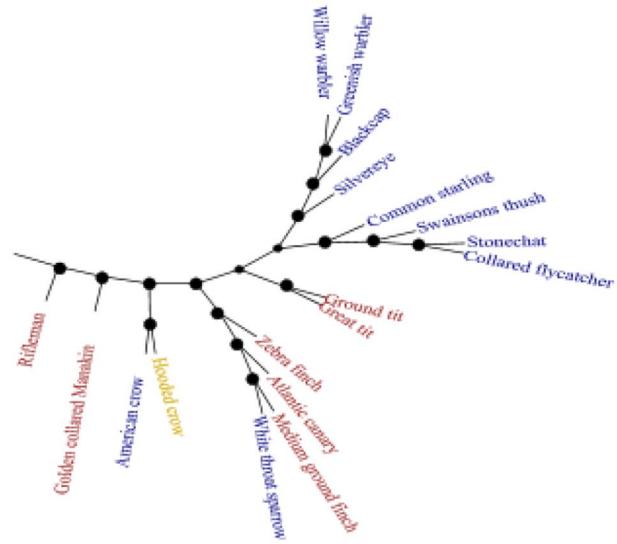 Willow warbler
Greenish warbler
Blackcap
Silvereye
Common starling
Swainsons thush
Stonechat
Collared flycatcher
Ground tit
Great tit
Zebra finch
Atlantic canary
Medium ground finch
White throat sparrow
Hooded crow
American crow
Golden collared Manakin
Rifleman